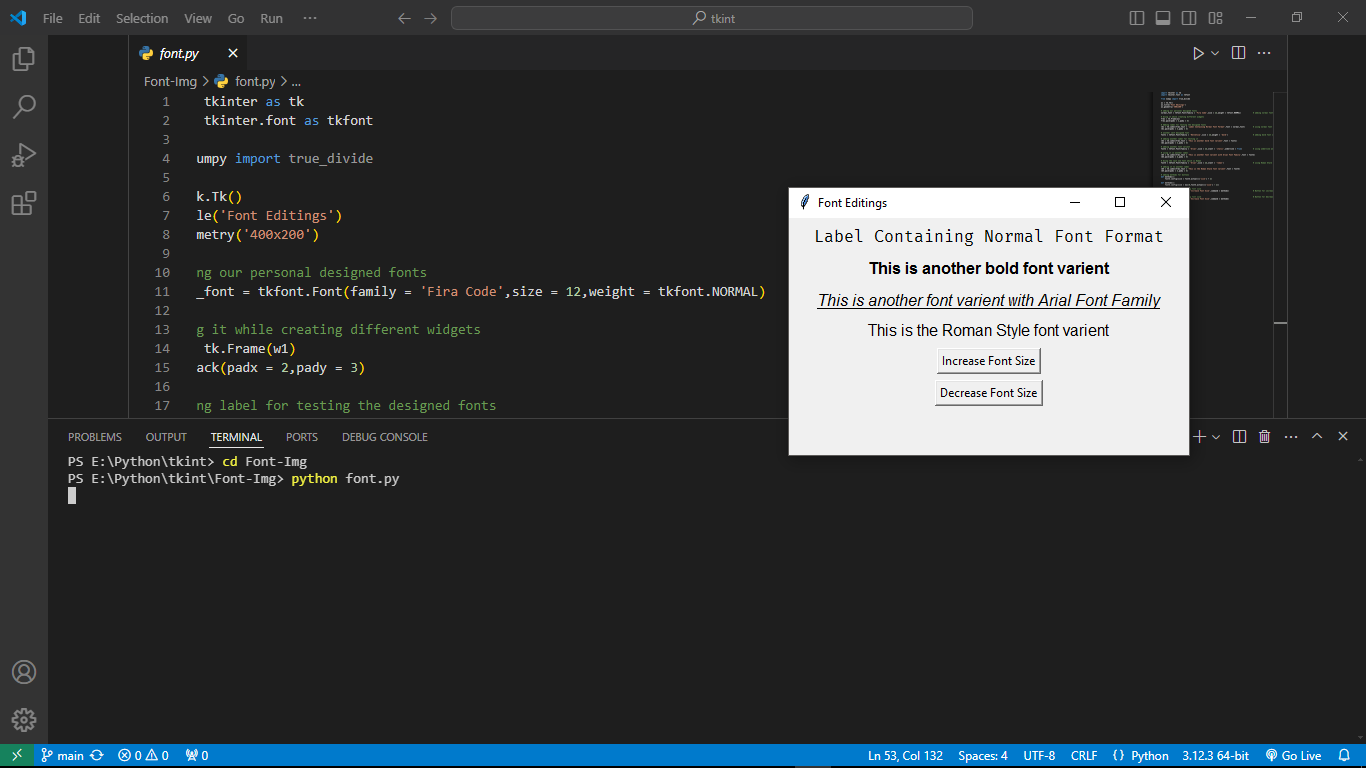 File Edit Selection View Go Run ··· tkint
font.py
Font-Img > font.py > ...
1 tkinter as tk
2 tkinter.font as tkfont
3
4 umpy import true_divide
5
6 k.Tk()
7 le('Font Editings')
8 metry('400x200')
9
10 ng our personal designed fonts
11 _font = tkfont.Font(family = 'Fira Code',size = 12,weight = tkfont.NORMAL)
12
13 g it while creating different widgets
14 tk.Frame(w1)
15 ack(padx = 2,pady = 3)
16
17 ng label for testing the designed fonts
Font Editings
Label Containing Normal Font Format
This is another bold font varient
This is another font varient with Arial Font Family
This is the Roman Style font varient
Increase Font Size
Decrease Font Size
PROBLEMS OUTPUT TERMINAL PORTS DEBUG CONSOLE
PS E:\Python\tkint> cd Font-Img
PS E:\Python\tkint\Font-Img> python font.py
main 0 0 0 Ln 53, Col 132 Spaces: 4 UTF-8 CRLF {} Python 3.12.3 64-bit Go Live